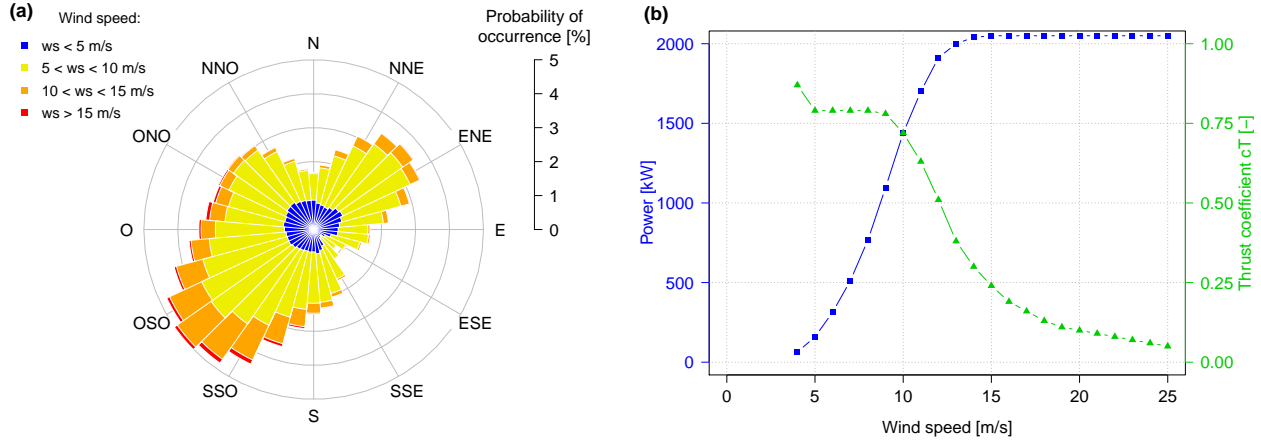 (a)
Wind speed:
ws < 5 m/s
5 < ws < 10 m/s
10 < ws < 15 m/s
ws > 15 m/s
Probability of
occurrence [%]
5
4
3
2
1
0
N
NNE
ENE
E
ESE
SSE
S
SSO
OSO
O
ONO
NNO
(b)
Power [kW]
2000
1500
1000
500
0
0
5
10
15
20
25
Wind speed [m/s]
1.00
0.75
0.50
0.25
0.00
Thrust coefficient cT [−]